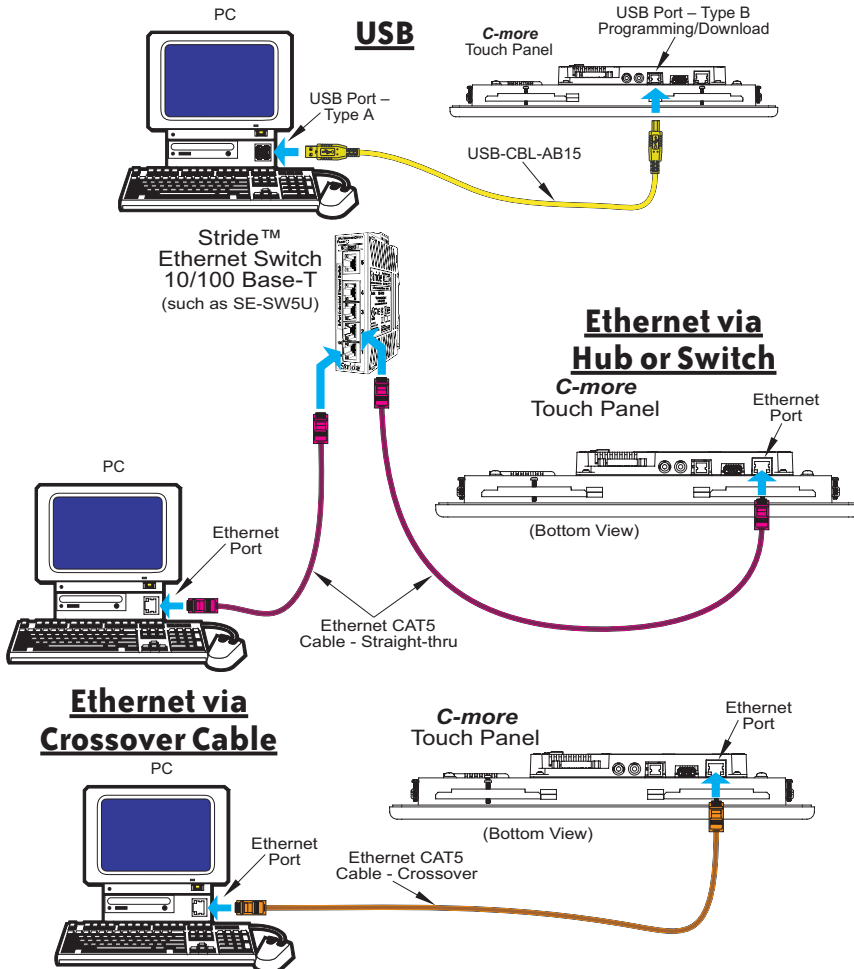 PC
USB
C-more
Touch Panel
USB Port – Type B
Programming/Download
USB Port –
Type A
USB-CBL-AB15
Stride™
Ethernet Switch
10/100 Base-T
(such as SE-SW5U)
Stride
Ethernet via
Hub or Switch
C-more
Touch Panel
Ethernet
Port
(Bottom View)
PC
Ethernet
Port
Ethernet CAT5
Cable - Straight-thru
Ethernet via
Crossover Cable
C-more
Touch Panel
Ethernet
Port
(Bottom View)
PC
Ethernet
Port
Ethernet CAT5
Cable - Crossover